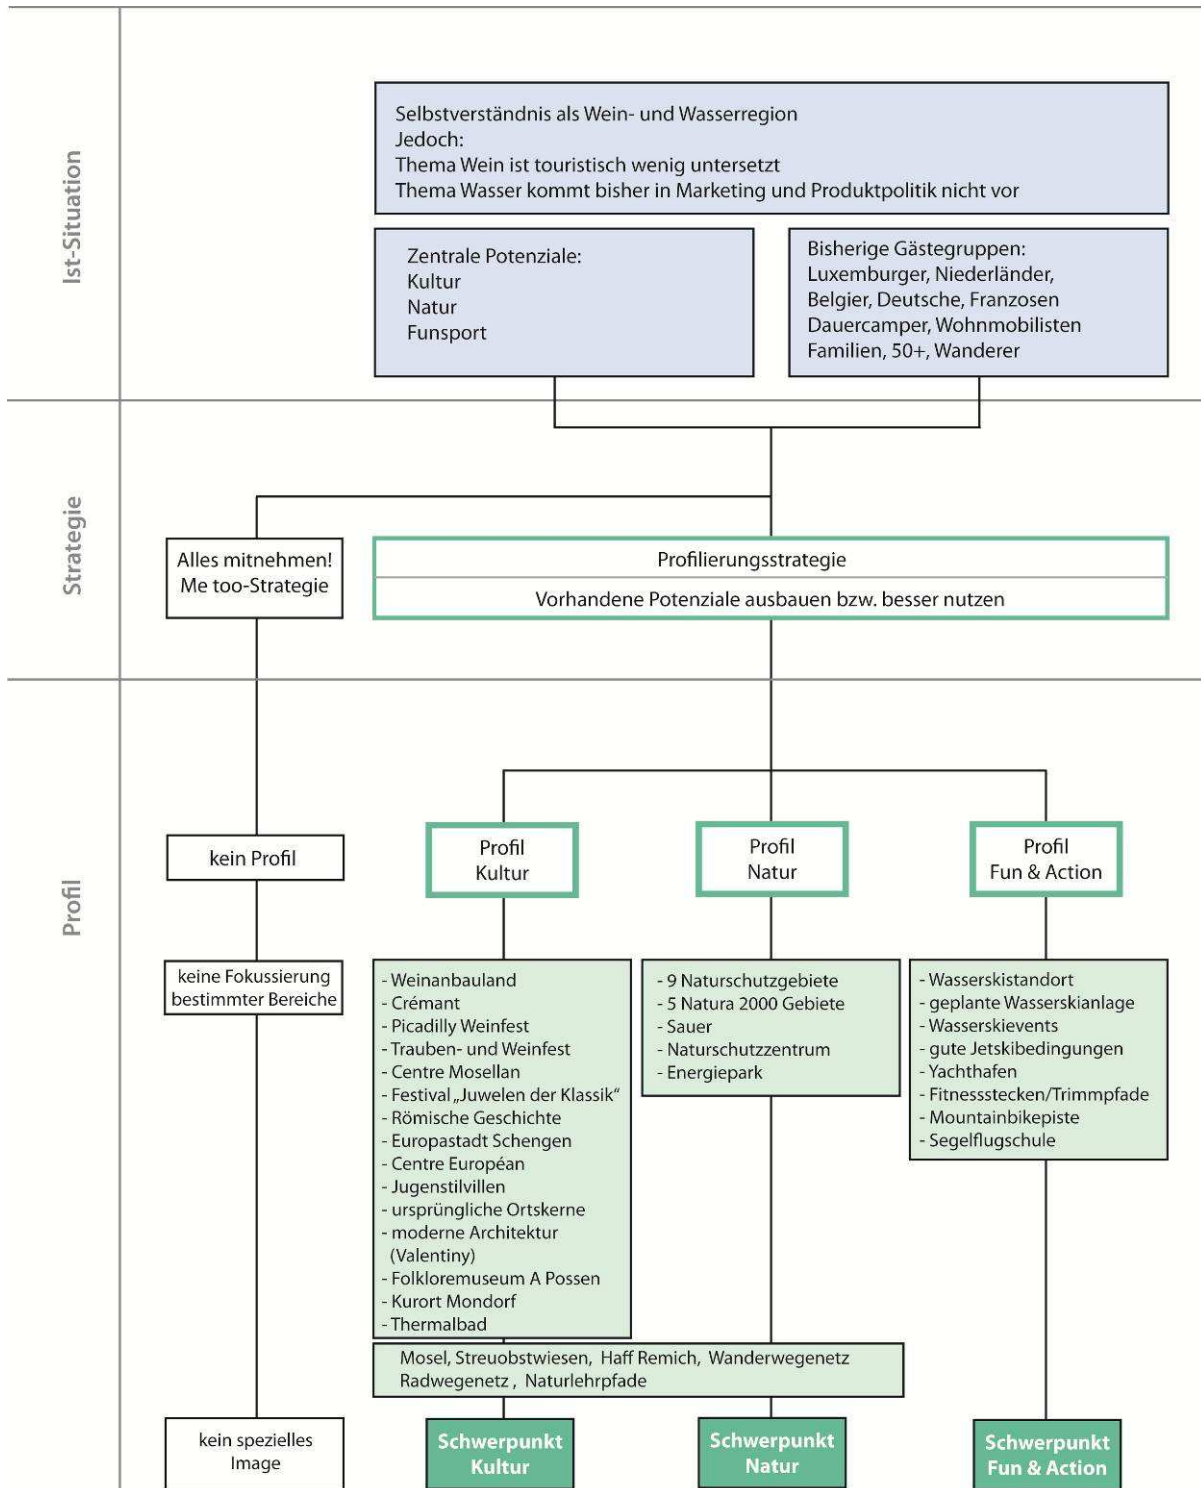 Ist-Situation
Selbstverständnis als Wein- und Wasserregion
Jedoch:
Thema Wein ist touristisch wenig untersetzt
Thema Wasser kommt bisher in Marketing und Produktpolitik nicht vor
Zentrale Potenziale:
Kultur
Natur
Funsport
Bisherige Gästegruppen:
Luxemburger, Niederländer,
Belgier, Deutsche, Franzosen
Dauercamper, Wohnmobilisten
Familien, 50+, Wanderer
Strategie
Alles mitnehmen!
Me too-Strategie
Profilierungsstrategie
Vorhandene Potenziale ausbauen bzw. besser nutzen
Profil
kein Profil
Profil
Kultur
Profil
Natur
Profil
Fun & Action
keine Fokussierung
bestimmter Bereiche
- Weinanbauland
- Crémant
- Picadilly Weinfest
- Trauben- und Weinfest
- Centre Mosellan
- Festival „Juwelen der Klassik“
- Römische Geschichte
- Europastadt Schengen
- Centre Européan
- Jugenstilvillen
- ursprüngliche Ortskerne
- moderne Architektur
(Valentiny)
- Folkloremuseum A Possen
- Kurort Mondorf
- Thermalbad
- 9 Naturschutzgebiete
- 5 Natura 2000 Gebiete
- Sauer
- Naturschutzzentrum
- Energiepark
- Wasserskistandort
- geplante Wasserskianlage
- Wasserskievents
- gute Jetskibedingungen
- Yachthafen
- Fitnessstecken/Trimmpfade
- Mountainbikepiste
- Segelflugschule
Mosel, Streuobstwiesen, Haff Remich, Wanderwegenetz
Radwegenetz , Naturlehrpfade
kein spezielles
Image
Schwerpunkt
Kultur
Schwerpunkt
Natur
Schwerpunkt
Fun & Action